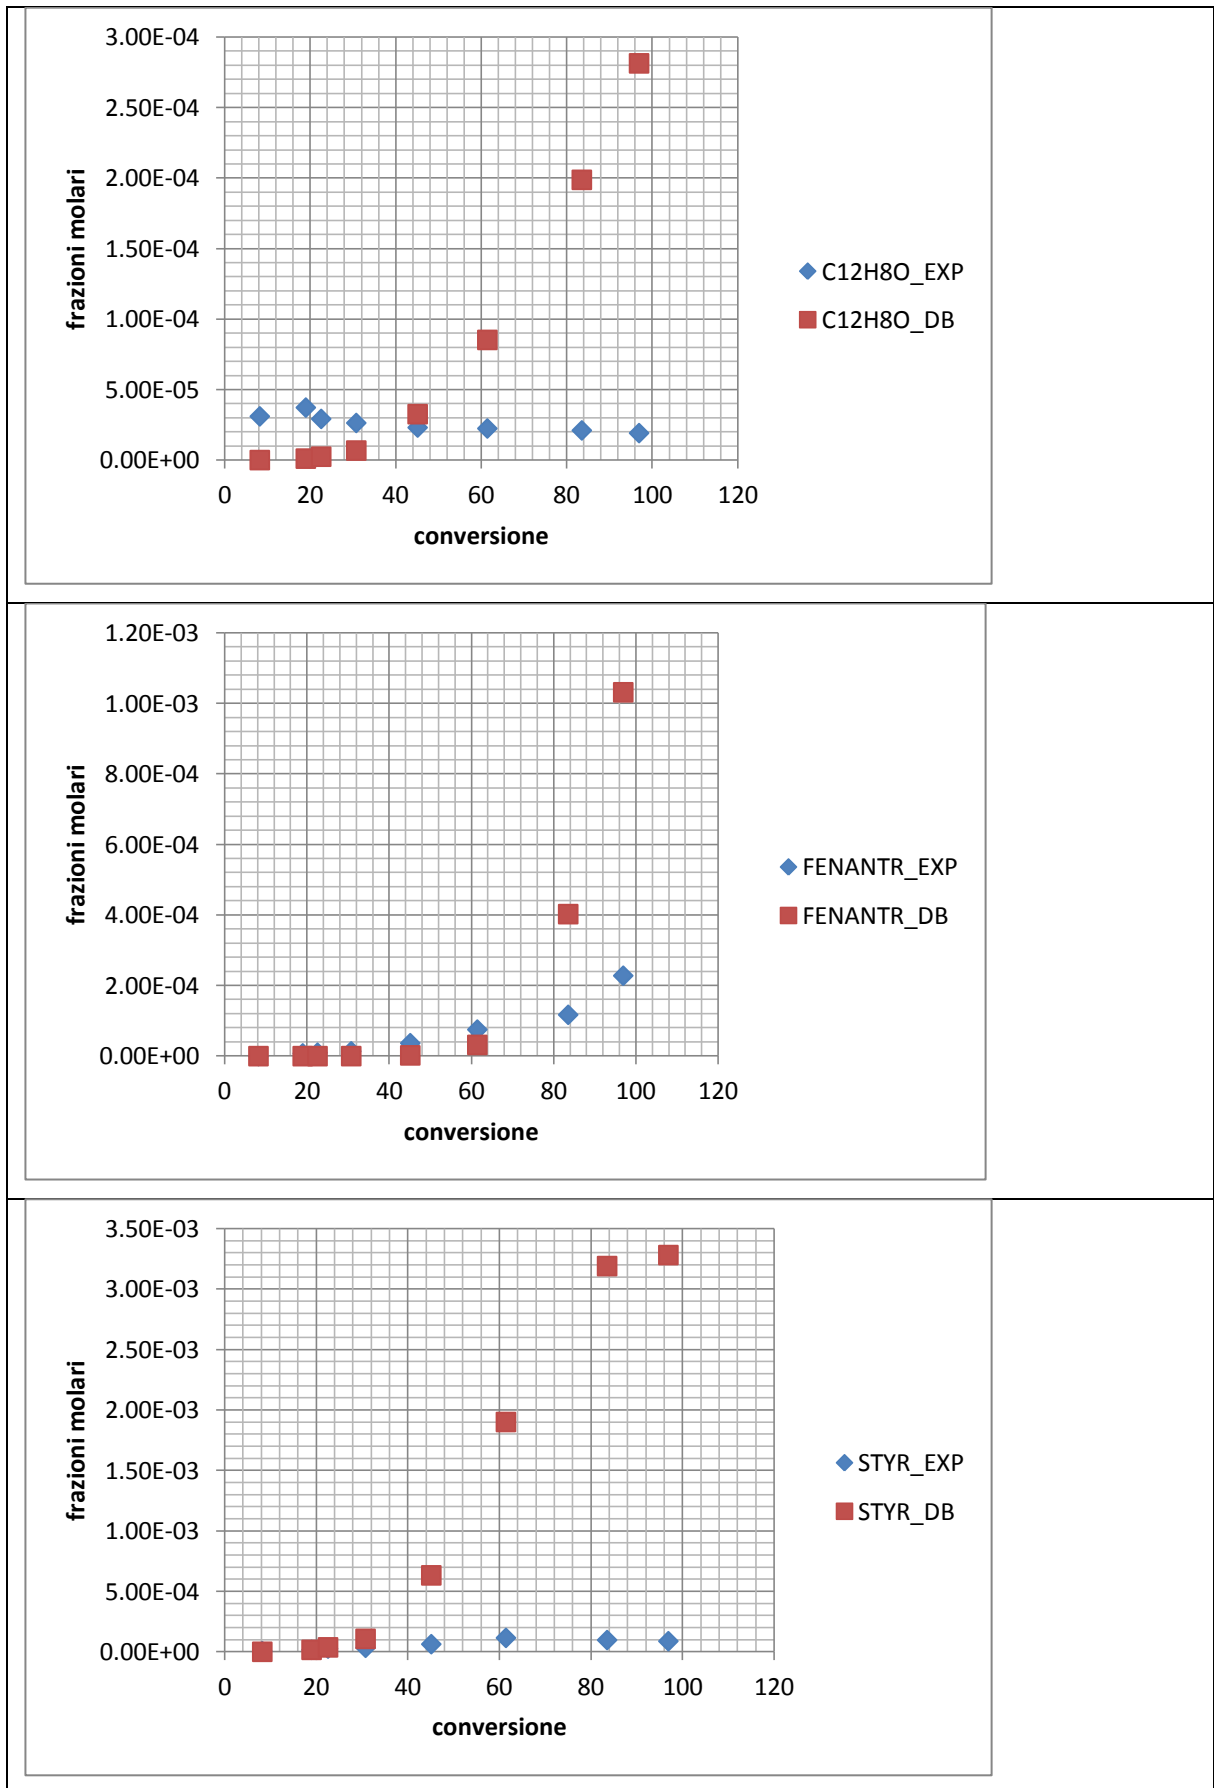 3.00E-04
2.50E-04
2.00E-04
1.50E-04
1.00E-04
5.00E-05
0.00E+00
frazioni molari
0 20 40 60 80 100 120
conversione
C12H8O_EXP
C12H8O_DB
1.20E-03
1.00E-03
8.00E-04
6.00E-04
4.00E-04
2.00E-04
0.00E+00
frazioni molari
0 20 40 60 80 100 120
conversione
FENANTR_EXP
FENANTR_DB
3.50E-03
3.00E-03
2.50E-03
2.00E-03
1.50E-03
1.00E-03
5.00E-04
0.00E+00
frazioni molari
0 20 40 60 80 100 120
conversione
STYR_EXP
STYR_DB